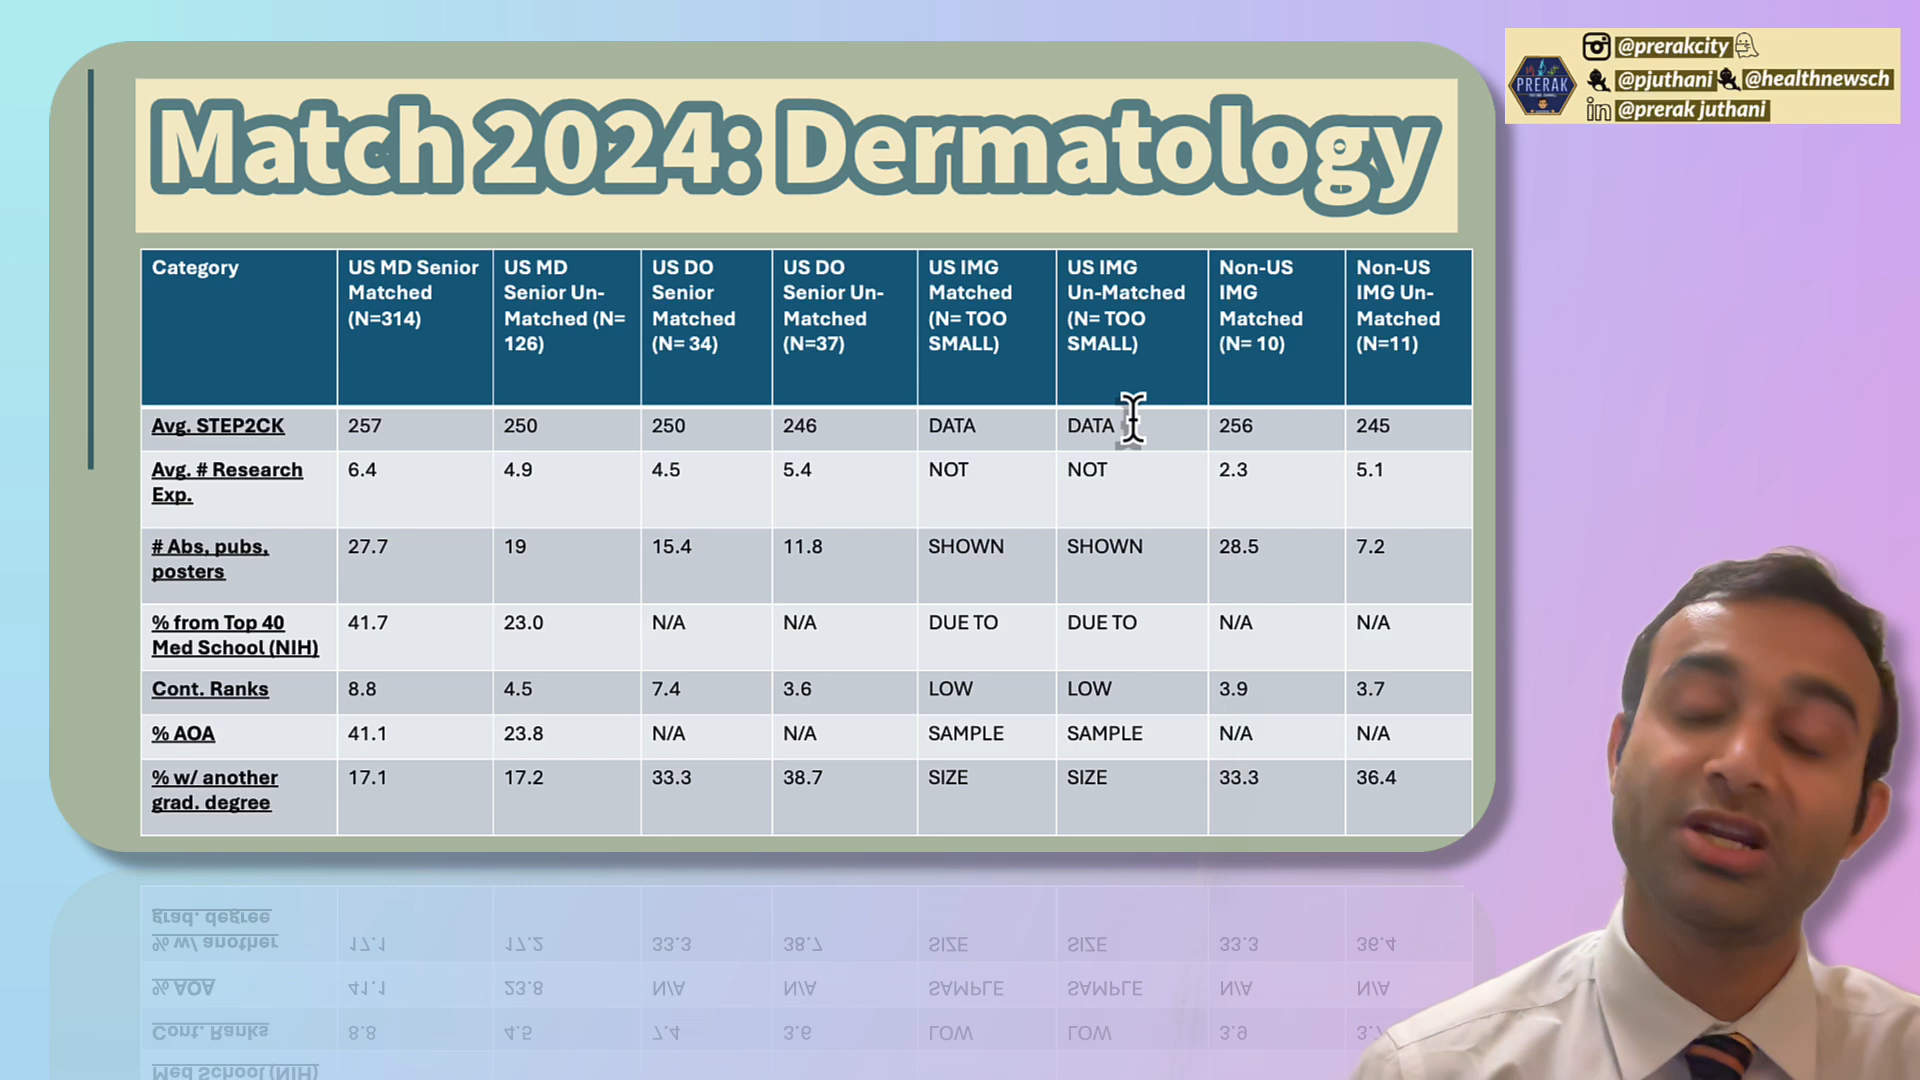 @prerakcity
PRERAK
@pjuthani @healthnewsch
in @prerak juthani
Match 2024: Dermatology
Category
US MD Senior
Matched
(N=314)
US MD
Senior Un-
Matched (N=
126)
US DO
Senior
Matched
(N= 34)
US DO
Senior Un-
Matched
(N=37)
US IMG
Matched
(N= TOO
SMALL)
US IMG
Un-Matched
(N= TOO
SMALL)
Non-US
IMG
Matched
(N= 10)
Non-US
IMG Un-
Matched
(N=11)
Avg. STEP2CK 257 250 250 246 DATA DATA 256 245
Avg. # Research 6.4 4.9 4.5 5.4 NOT NOT 2.3 5.1
Exp.
# Abs, pubs, 27.7 19 15.4 11.8 SHOWN SHOWN 28.5 7.2
posters
% from Top 40 41.7 23.0 N/A N/A DUE TO DUE TO N/A N/A
Med School (NIH)
Cont. Ranks 8.8 4.5 7.4 3.6 LOW LOW 3.9 3.7
% AOA 41.1 23.8 N/A N/A SAMPLE SAMPLE N/A N/A
% w/ another 17.1 17.2 33.3 38.7 SIZE SIZE 33.3 36.4
grad. degree